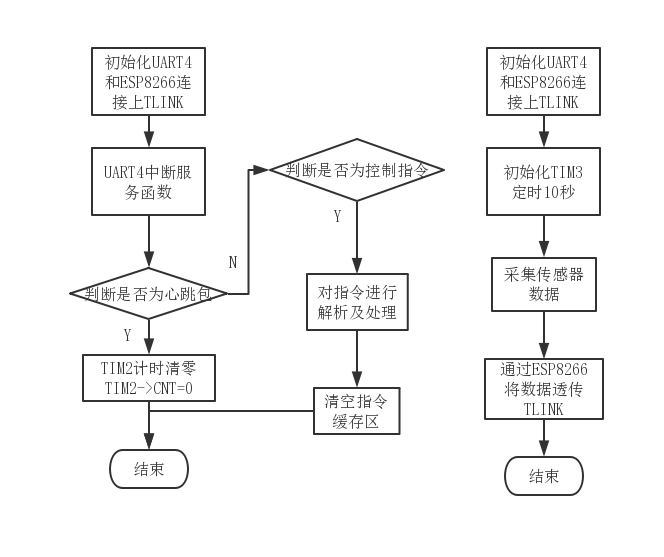 初始化UART4
和ESP8266连
接上TLINK
UART4中断服
务函数
判断是否为心跳包
N
Y
TIM2计时清零
TIM2->CNT=0
结束
判断是否为控制指令
Y
对指令进行
解析及处理
清空指令
缓存区
初始化UART4
和ESP8266连
接上TLINK
初始化TIM3
定时10秒
采集传感器
数据
通过ESP8266
将数据透传
TLINK
结束